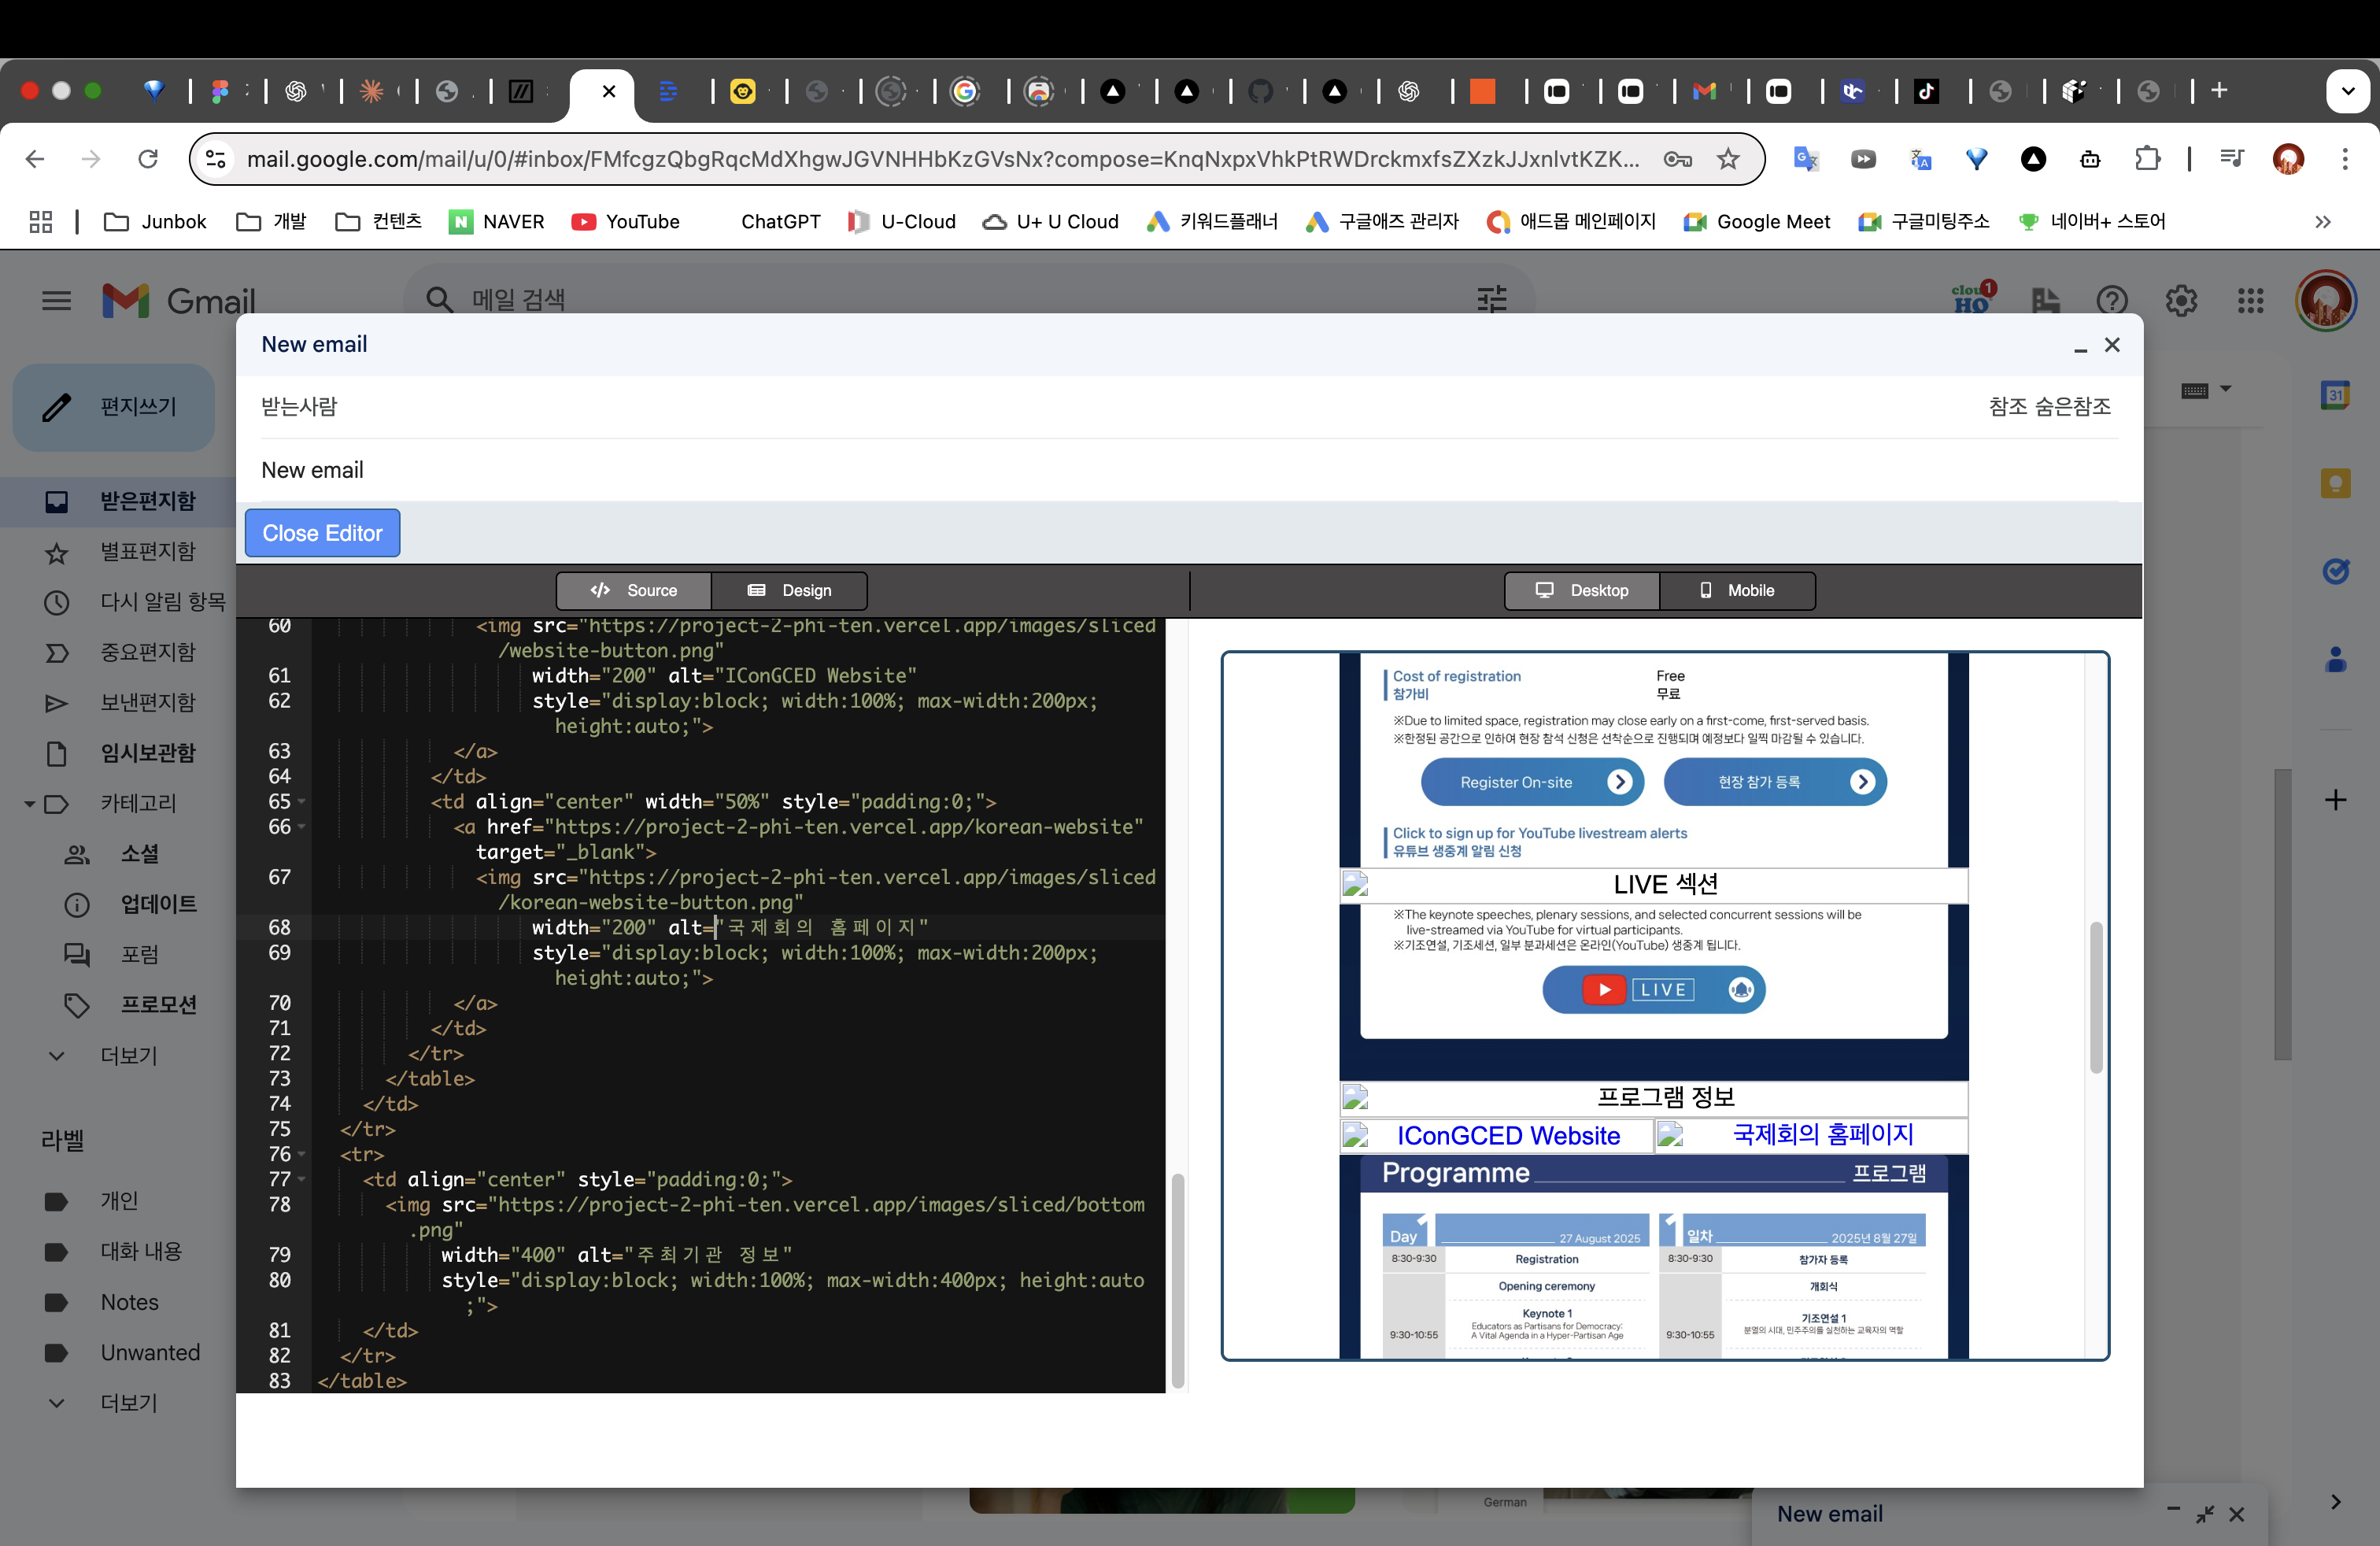 mail.google.com/mail/u/0/#inbox/FMfcgzQbgRqcMdXhgwJGVNHHbKzGVsNx?compose=KnqNxpxVhkPtRWDrckmxfsZXzkJJxnlvtKZK...
Junbok 개발 컨텐츠 NAVER YouTube ChatGPT U-Cloud U+ U Cloud 키워드플래너 구글애즈 관리자 애드몹 메인페이지 Google Meet 구글미팅주소 네이버+ 스토어
Gmail
메일 검색
1
편지쓰기
받은편지함
별표편지함
다시 알림 항목
중요편지함
보낸편지함
임시보관함
카테고리
소셜
업데이트
포럼
프로모션
더보기
라벨
개인
대화 내용
Notes
Unwanted
더보기
New email
받는사람
참조 숨은참조
New email
Close Editor
Source Design
Desktop Mobile
60 <img src="https://project-2-phi-ten.vercel.app/images/sliced
/website-button.png"
61 width="200" alt="IConGCED Website"
62 style="display:block; width:100%; max-width:200px;
height:auto;">
63 </a>
64 </td>
65 <td align="center" width="50%" style="padding:0;">
66 <a href="https://project-2-phi-ten.vercel.app/korean-website"
target="_blank">
67 <img src="https://project-2-phi-ten.vercel.app/images/sliced
/korean-website-button.png"
68 width="200" alt="국제회의 홈페이지"
69 style="display:block; width:100%; max-width:200px;
height:auto;">
70 </a>
71 </td>
72 </tr>
73 </table>
74 </td>
75 </tr>
76 <tr>
77 <td align="center" style="padding:0;">
78 <img src="https://project-2-phi-ten.vercel.app/images/sliced/bottom
.png"
79 width="400" alt="주최기관 정보"
80 style="display:block; width:100%; max-width:400px; height:auto
;">
81 </td>
82 </tr>
83 </table>
Cost of registration Free
참가비 무료
※Due to limited space, registration may close early on a first-come, first-served basis.
※한정된 공간으로 인하여 현장 참석 신청은 선착순으로 진행되며 예정보다 일찍 마감될 수 있습니다.
Register On-site 현장 참가 등록
Click to sign up for YouTube livestream alerts
유튜브 생중계 알림 신청
LIVE 섹션
※The keynote speeches, plenary sessions, and selected concurrent sessions will be
live-streamed via YouTube for virtual participants.
※기조연설, 기조세션, 일부 분과세션은 온라인(YouTube) 생중계 됩니다.
LIVE
프로그램 정보
IConGCED Website 국제회의 홈페이지
Programme 프로그램
Day 1 27 August 2025 1 일차 2025년 8월 27일
8:30-9:30 Registration 8:30-9:30 참가자 등록
Opening ceremony 개회식
Keynote 1 기조연설 1
Educators as Partisans for Democracy: 분열의 시대, 민주주의를 실천하는 교육자의 역할
9:30-10:55 A Vital Agenda in a Hyper-Partisan Age 9:30-10:55
German
New email
31